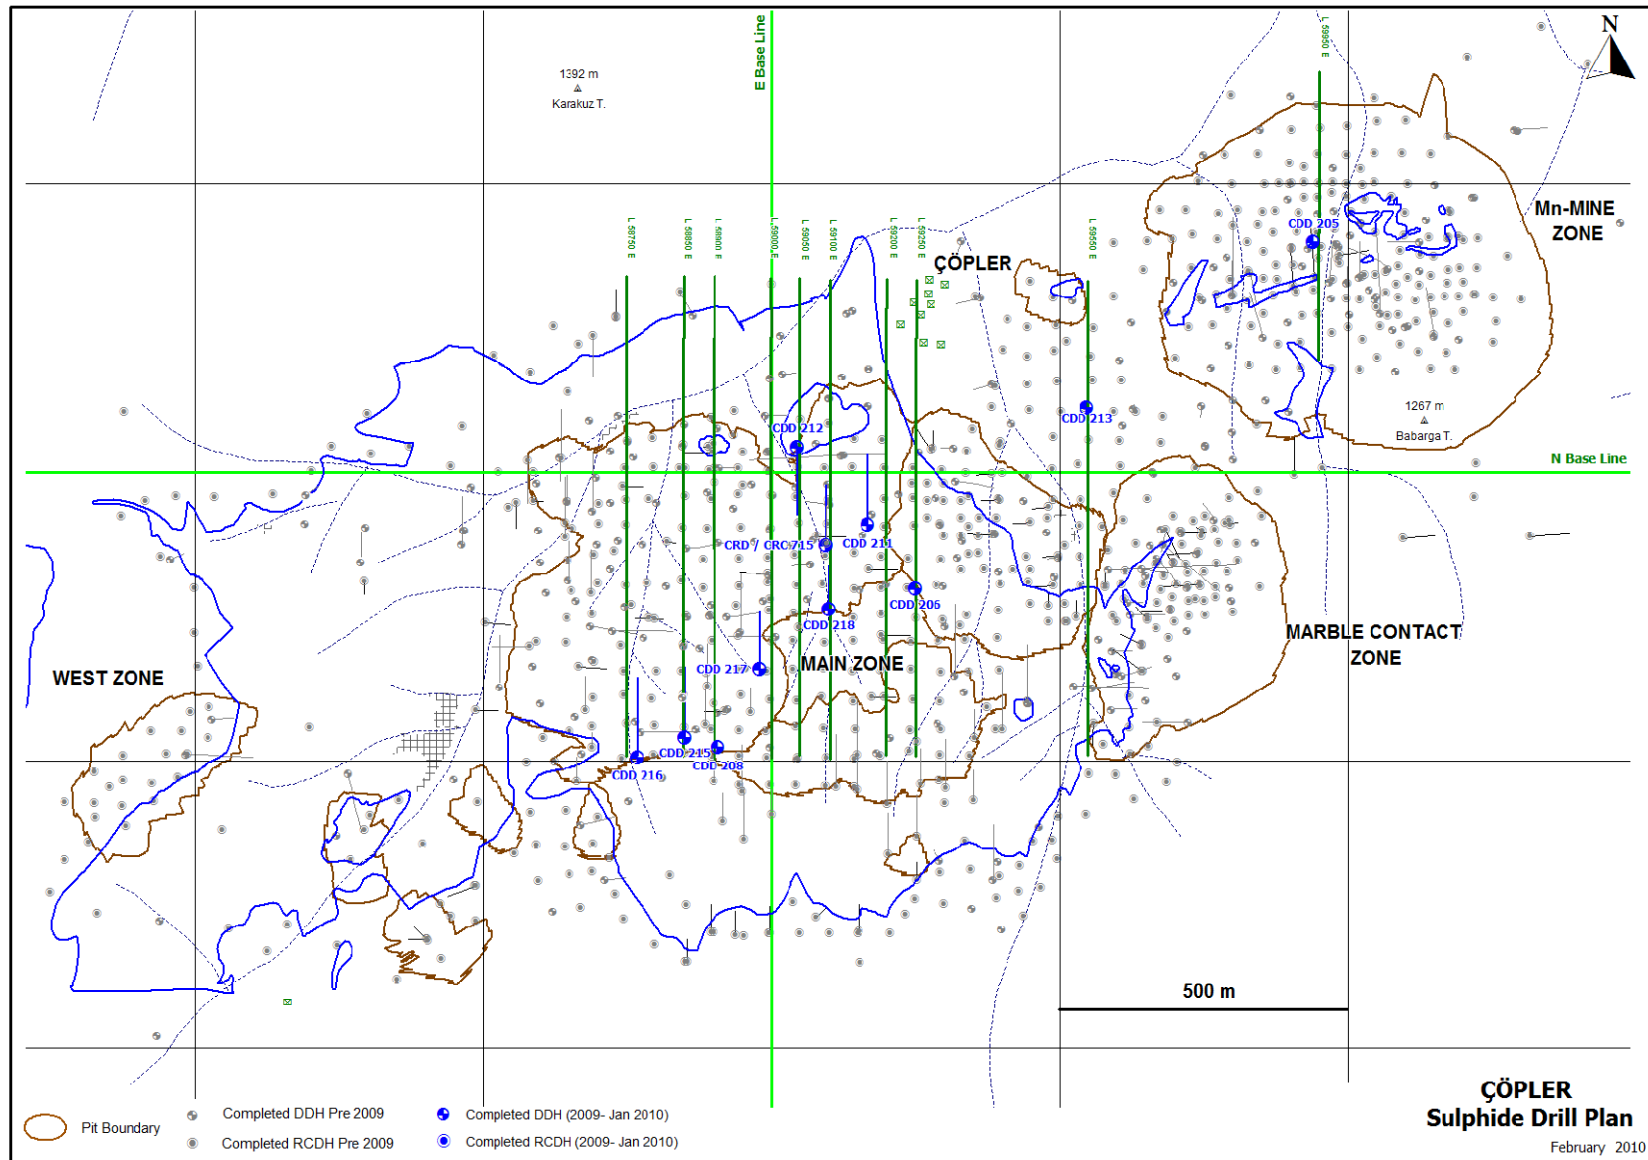 N
1392 m
Karakuz T.
E Base Line
L 59950 E
Mn-MINE
ZONE
CDD 205
L 58750 E
L 58850 E
L 58900 E
L 59000 E
L 59050 E
L 59100 E
L 59200 E
L 59250 E
L 59550 E
ÇÖPLER
1267 m
Babarga T.
CDD 213
CDD 212
N Base Line
CRD / CRC 715
CDD 211
CDD 206
CDD 218
MARBLE CONTACT
ZONE
CDD 217
MAIN ZONE
WEST ZONE
CDD 215
CDD 208
CDD 216
500 m
ÇÖPLER
Sulphide Drill Plan
February 2010
Pit Boundary
Completed DDH Pre 2009
Completed RCDH Pre 2009
Completed DDH (2009- Jan 2010)
Completed RCDH (2009- Jan 2010)